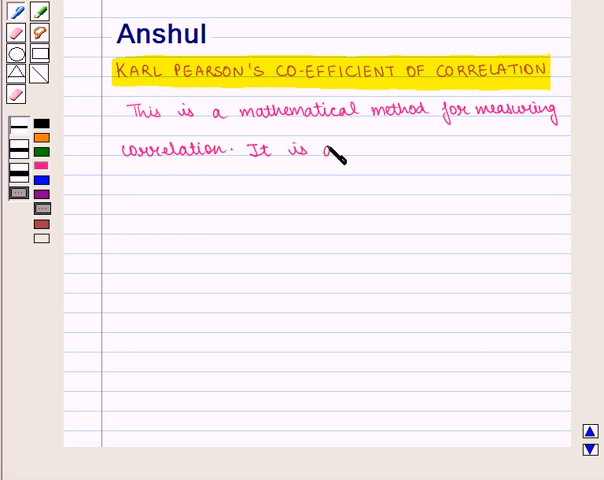 Anshul
KARL PEARSON'S CO-EFFICIENT OF CORRELATION
This is a mathematical method for measuring
correlation. It is